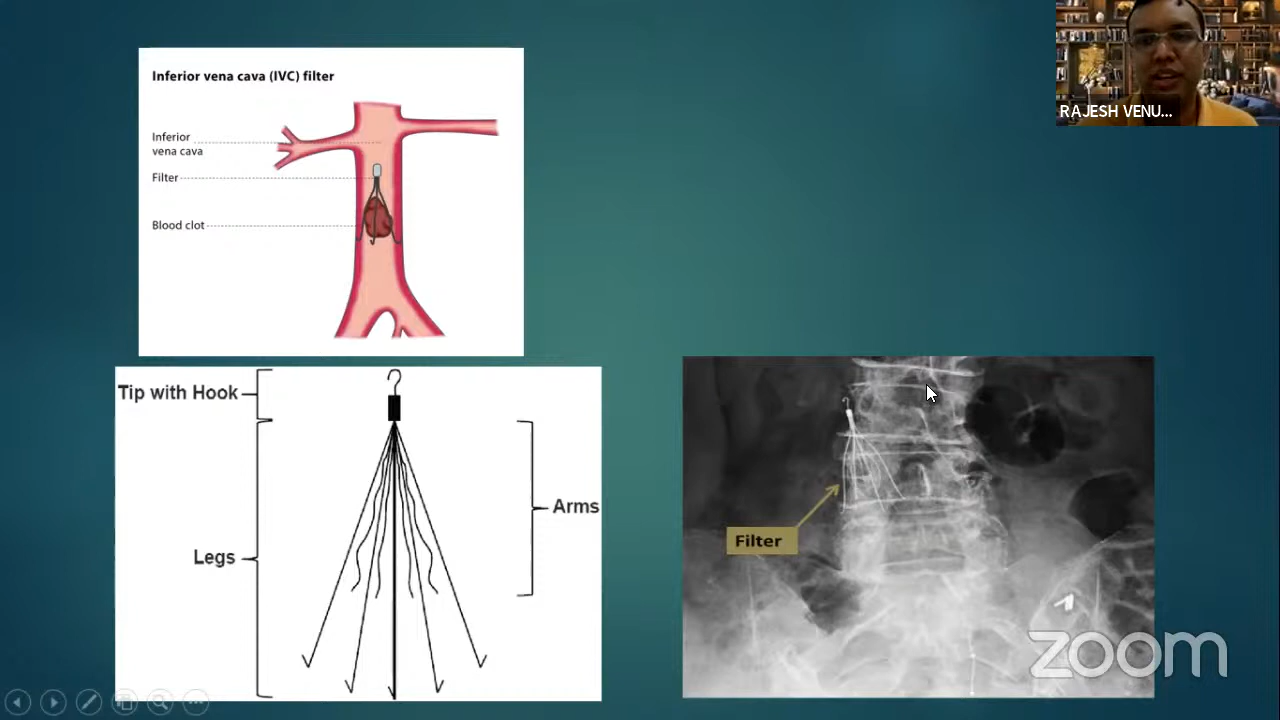 Inferior vena cava (IVC) filter
Inferior
vena cava
Filter
Blood clot
RAJESH VENU...
Tip with Hook
Arms
Legs
Filter
zoom